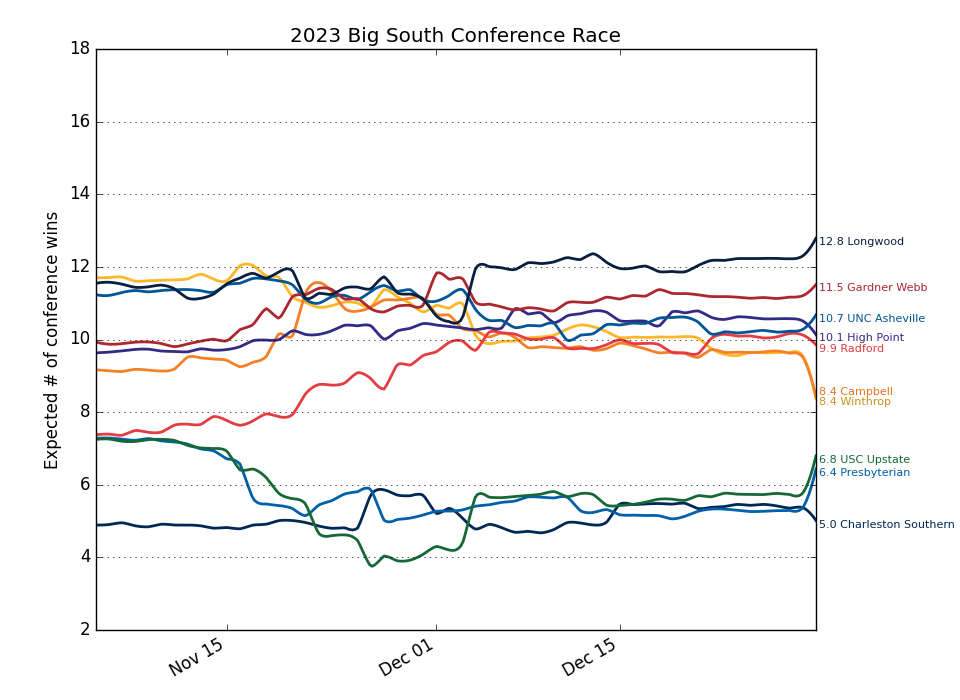 2023 Big South Conference Race
Expected # of conference wins
18
16
14
12
10
8
6
4
2
Nov 15
Dec 01
Dec 15
12.8 Longwood
11.5 Gardner Webb
10.7 UNC Asheville
10.1 High Point
9.9 Radford
8.4 Campbell
8.4 Winthrop
6.8 USC Upstate
6.4 Presbyterian
5.0 Charleston Southern